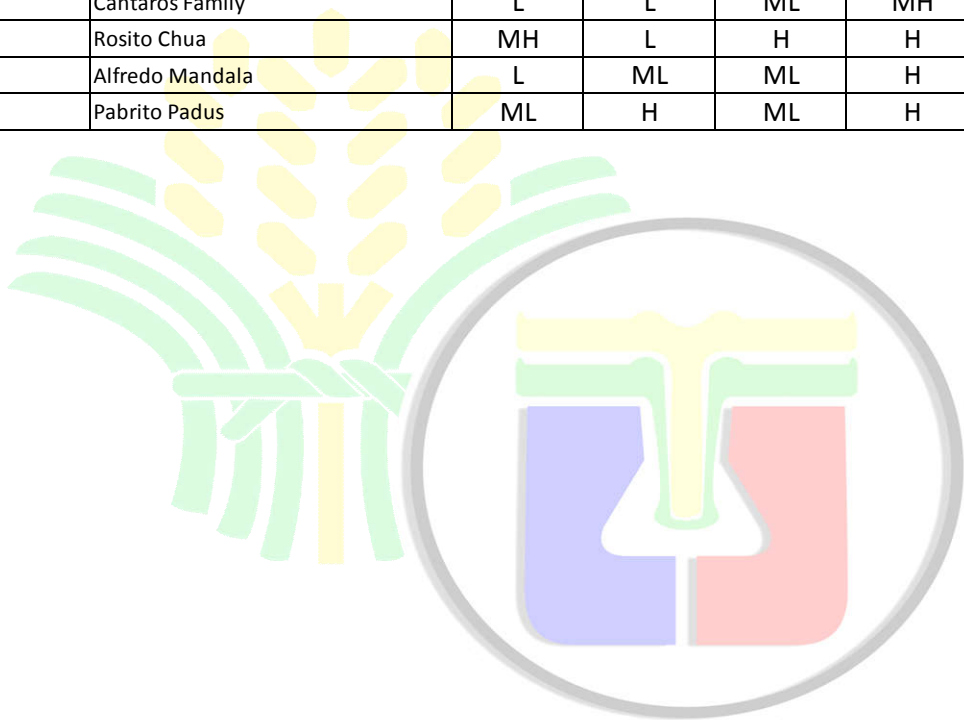 Cantaros Family L L ML MH
Rosito Chua MH L H H
Alfredo Mandala L ML ML H
Pabrito Padus ML H ML H